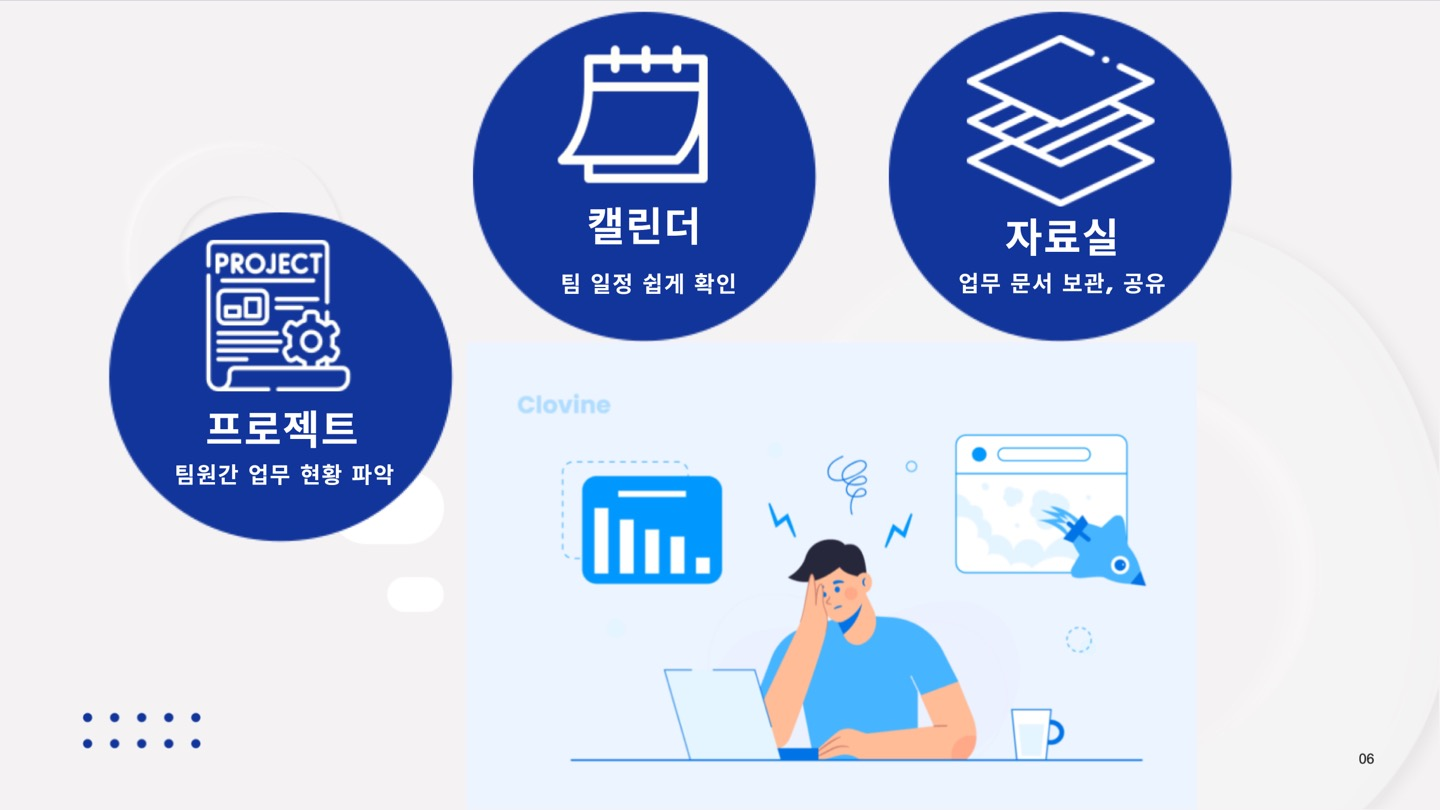 캘린더
팀 일정 쉽게 확인
자료실
업무 문서 보관, 공유
PROJECT
프로젝트
팀원간 업무 현황 파악
Clovine
06